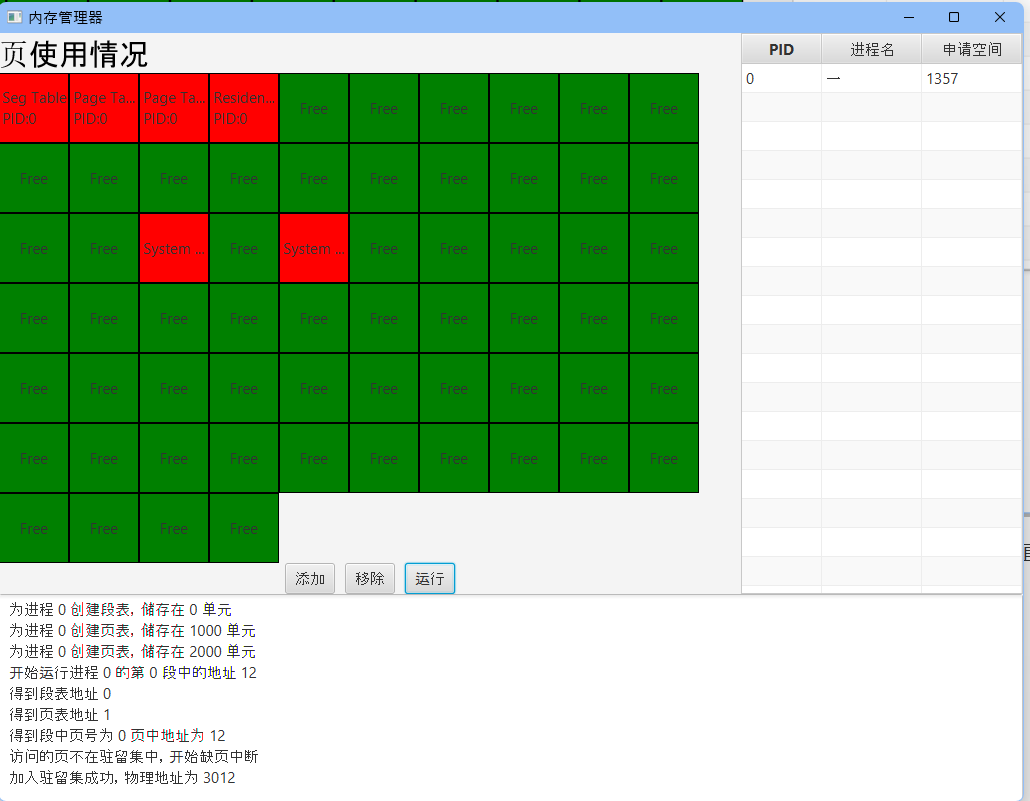 内存管理器
页使用情况
PID 进程名 申请空间
0 一 1357
Seg Table Page Ta... Page Ta... Residen... Free Free Free Free Free Free
PID:0 PID:0 PID:0 PID:0
Free Free Free Free Free Free Free Free Free Free
Free Free System ... Free System ... Free Free Free Free Free
Free Free Free Free Free Free Free Free Free Free
Free Free Free Free Free Free Free Free Free Free
Free Free Free Free Free Free Free Free Free Free
Free Free Free Free
添加 移除 运行
为进程 0 创建段表, 储存在 0 单元
为进程 0 创建页表, 储存在 1000 单元
为进程 0 创建页表, 储存在 2000 单元
开始运行进程 0 的第 0 段中的地址 12
得到段表地址 0
得到页表地址 1
得到段中页号为 0 页中地址为 12
访问的页不在驻留集中, 开始缺页中断
加入驻留集成功, 物理地址为 3012